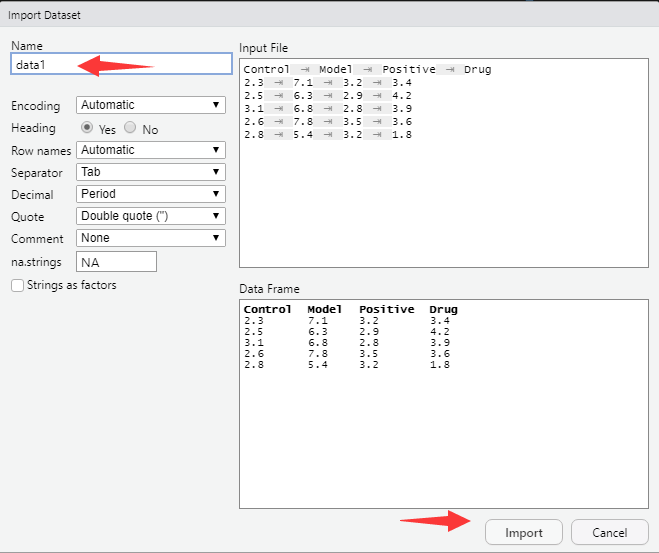 Import Dataset
Name
data1
Encoding Automatic
Heading Yes No
Row names Automatic
Separator Tab
Decimal Period
Quote Double quote (")
Comment None
na.strings NA
Strings as factors
Input File
Control ⇥ Model ⇥ Positive ⇥ Drug
2.3 ⇥ 7.1 ⇥ 3.2 ⇥ 3.4
2.5 ⇥ 6.3 ⇥ 2.9 ⇥ 4.2
3.1 ⇥ 6.8 ⇥ 2.8 ⇥ 3.9
2.6 ⇥ 7.8 ⇥ 3.5 ⇥ 3.6
2.8 ⇥ 5.4 ⇥ 3.2 ⇥ 1.8
Data Frame
Control Model Positive Drug
2.3 7.1 3.2 3.4
2.5 6.3 2.9 4.2
3.1 6.8 2.8 3.9
2.6 7.8 3.5 3.6
2.8 5.4 3.2 1.8
Import Cancel